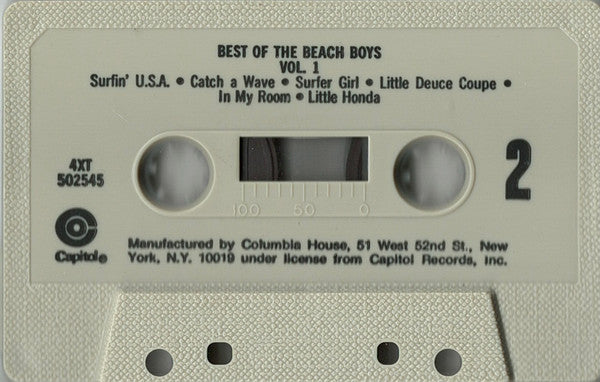 BEST OF THE BEACH BOYS
VOL. 1
Surfin' U.S.A. • Catch a Wave • Surfer Girl • Little Deuce Coupe •
In My Room • Little Honda
4XT
502545
2
100 50 0
Capitol®
Manufactured by Columbia House, 51 West 52nd St., New
York, N.Y. 10019 under license from Capitol Records, Inc.